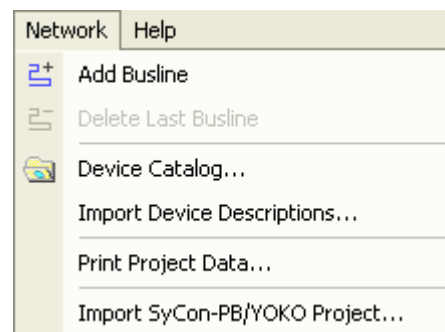 Network Help
Add Busline
Delete Last Busline
Device Catalog...
Import Device Descriptions...
Print Project Data...
Import SyCon-PB/YOKO Project...